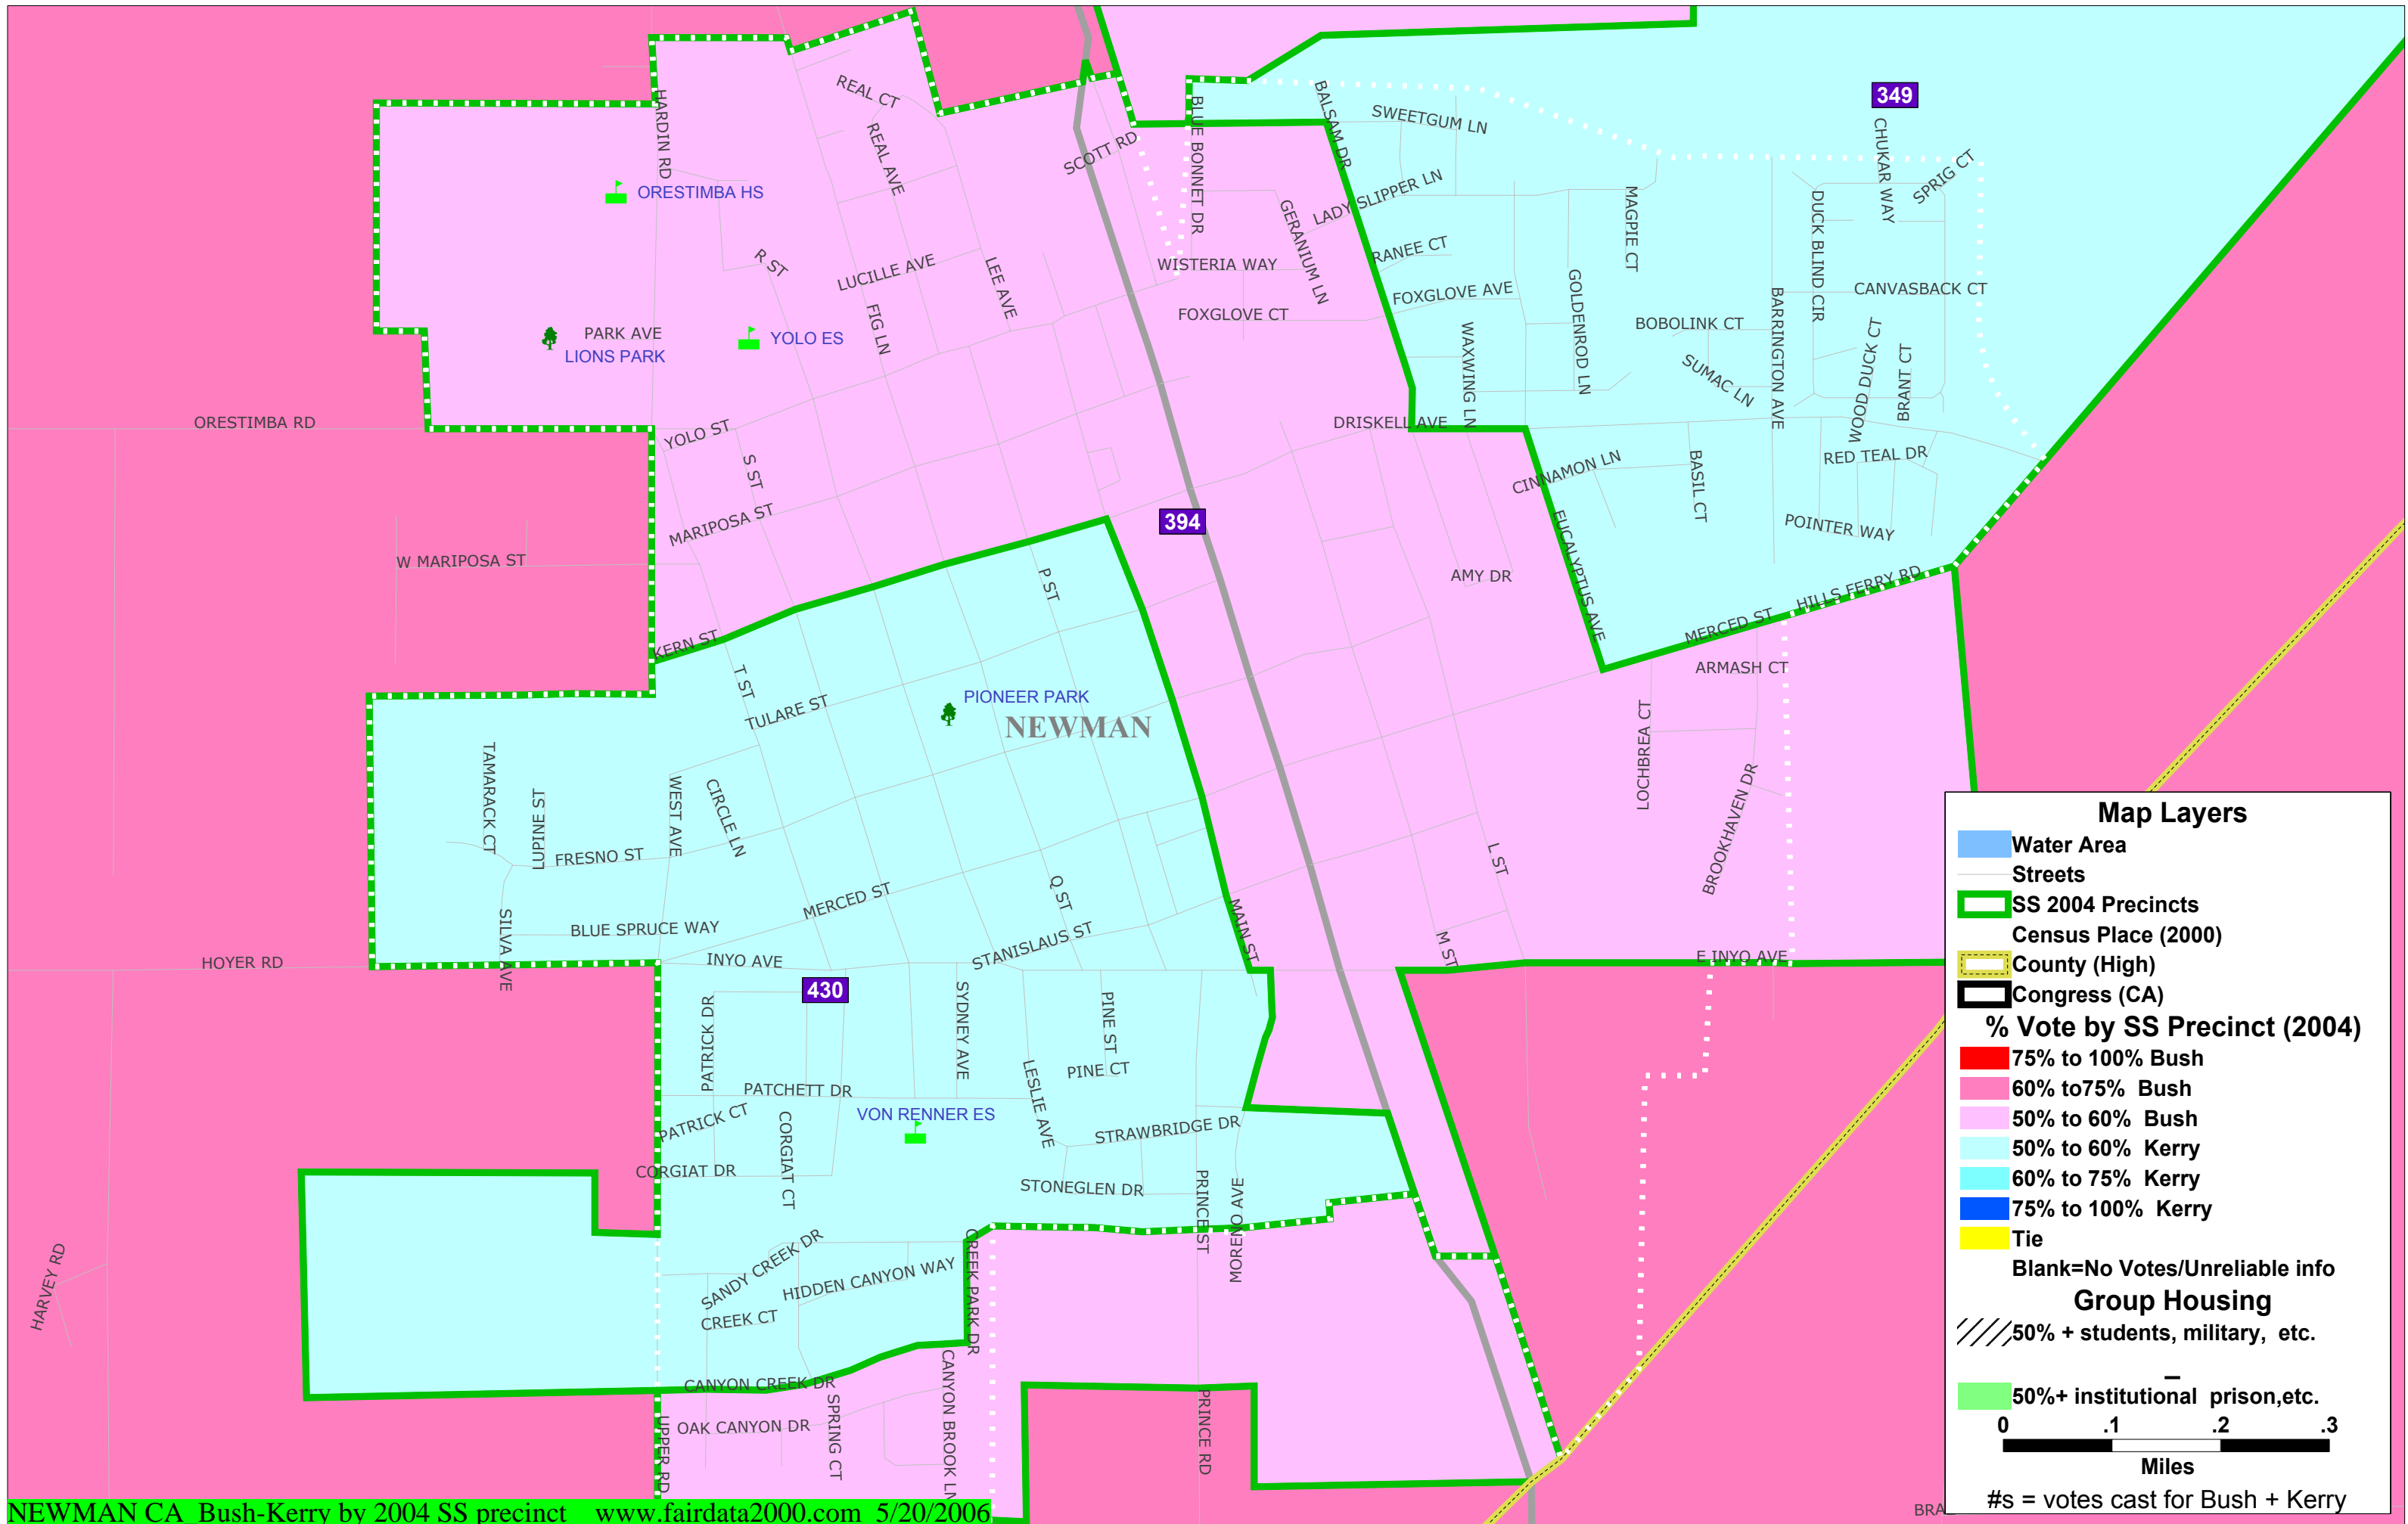 349
REAL CT
HARDIN RD
REAL AVE
SCOTT RD
BLUE BONNET DR
BALSAM DR
SWEETGUM LN
CHUKAR WAY
SPRIG CT
ORESTIMBA HS
LADY SLIPPER LN
GERANIUM LN
MAGPIE CT
DUCK BLIND CIR
R ST
LUCILLE AVE
LEE AVE
WISTERIA WAY
RANEE CT
FIG LN
FOXGLOVE CT
FOXGLOVE AVE
GOLDENROD LN
CANVASBACK CT
PARK AVE
LIONS PARK
YOLO ES
WAXWING LN
BOBOLINK CT
BARRINGTON AVE
SUMAC LN
WOOD DUCK CT
BRANT CT
ORESTIMBA RD
YOLO ST
DRISKELL AVE
S ST
CINNAMON LN
BASIL CT
RED TEAL DR
MARIPOSA ST
394
POINTER WAY
W MARIPOSA ST
P ST
AMY DR
EUCALYPTUS AVE
HILLS FERRY RD
MERCED ST
KERN ST
ARMASH CT
T ST
TULARE ST
PIONEER PARK
NEWMAN
LOCHBREA CT
TAMARACK CT
LUPINE ST
WEST AVE
CIRCLE LN
BROOKHAVEN DR
FRESNO ST
L ST
MERCED ST
Q ST
SILVA AVE
BLUE SPRUCE WAY
STANISLAUS ST
MAIN ST
M ST
HOYER RD
INYO AVE
E INYO AVE
430
PATRICK DR
SYDNEY AVE
PINE ST
PINE CT
LESLIE AVE
PATCHETT DR
VON RENNER ES
PATRICK CT
CORGIAT CT
STRAWBRIDGE DR
CORGIAT DR
STONEGLEN DR
PRINCE ST
MORENO AVE
HARVEY RD
SANDY CREEK DR
HIDDEN CANYON WAY
CREEK PARK DR
CREEK CT
CANYON CREEK DR
CANYON BROOK LN
UPPER RD
OAK CANYON DR
SPRING CT
PRINCE RD
BRA
Map Layers
Water Area
Streets
SS 2004 Precincts
Census Place (2000)
County (High)
Congress (CA)
% Vote by SS Precinct (2004)
75% to 100% Bush
60% to75% Bush
50% to 60% Bush
50% to 60% Kerry
60% to 75% Kerry
75% to 100% Kerry
Tie
Blank=No Votes/Unreliable info
Group Housing
50% + students, military, etc.
_
50%+ institutional prison,etc.
0 .1 .2 .3
Miles
#s = votes cast for Bush + Kerry
NEWMAN CA Bush-Kerry by 2004 SS precinct www.fairdata2000.com 5/20/2006